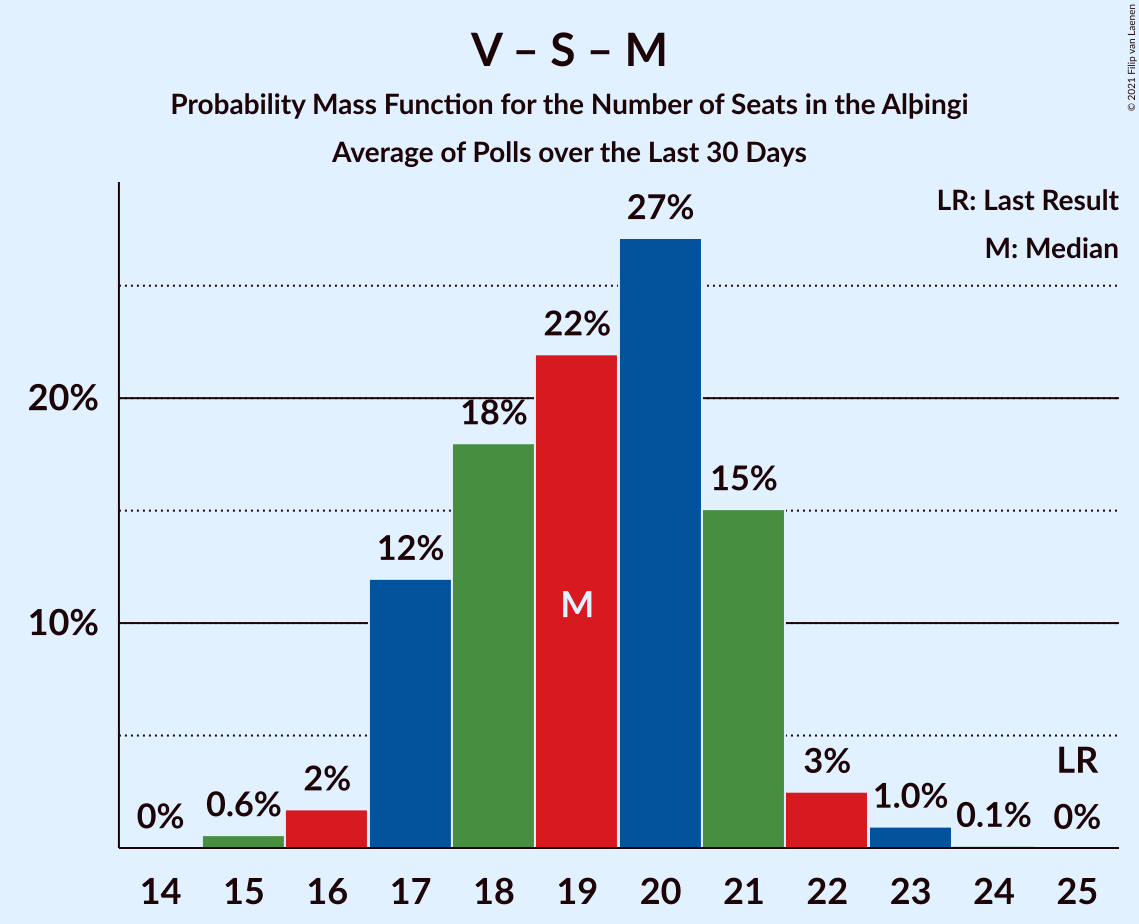 V – S – M
Probability Mass Function for the Number of Seats in the Alþingi
Average of Polls over the Last 30 Days
© 2021 Filip van Laenen
LR: Last Result
M: Median
27%
22%
20%
18%
15%
12%
M
10%
LR
3%
2%
1.0%
0.6%
0.1%
0%
0%
14 15 16 17 18 19 20 21 22 23 24 25